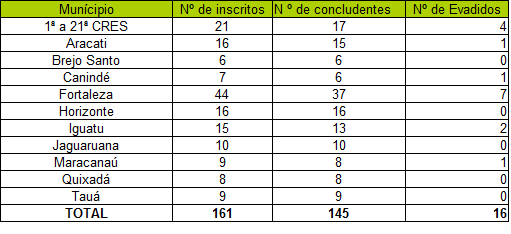 Munícipio Nº de inscritos N º de concludentes Nº de Evadidos
1ª a 21ª CRES 21 17 4
Aracati 16 15 1
Brejo Santo 6 6 0
Canindé 7 6 1
Fortaleza 44 37 7
Horizonte 16 16 0
Iguatu 15 13 2
Jaguaruana 10 10 0
Maracanaú 9 8 1
Quixadá 8 8 0
Tauá 9 9 0
TOTAL 161 145 16